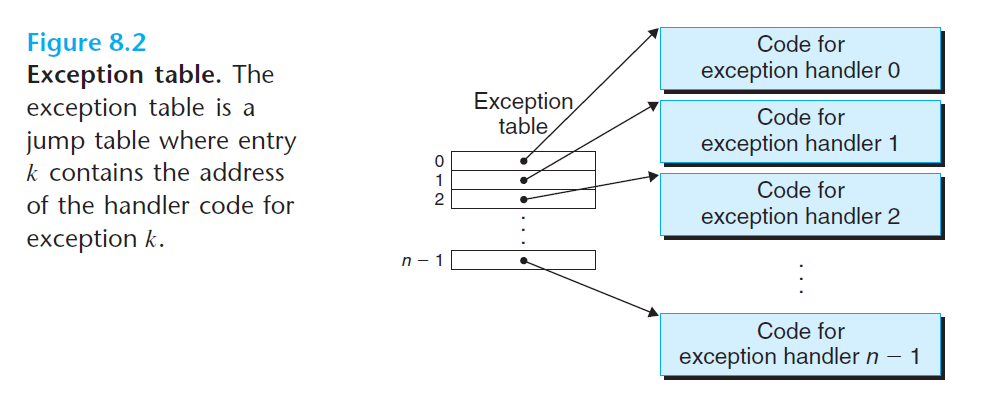 Figure 8.2
Exception table. The
exception table is a
jump table where entry
k contains the address
of the handler code for
exception k.
Exception
table
0
1
2
n − 1
Code for
exception handler 0
Code for
exception handler 1
Code for
exception handler 2
Code for
exception handler n − 1